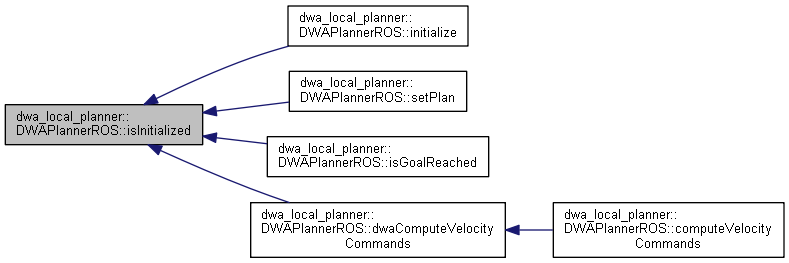 dwa_local_planner::
DWAPlannerROS::initialize
dwa_local_planner::
DWAPlannerROS::setPlan
dwa_local_planner::
DWAPlannerROS::isInitialized
dwa_local_planner::
DWAPlannerROS::isGoalReached
dwa_local_planner::
DWAPlannerROS::dwaComputeVelocity
Commands
dwa_local_planner::
DWAPlannerROS::computeVelocity
Commands